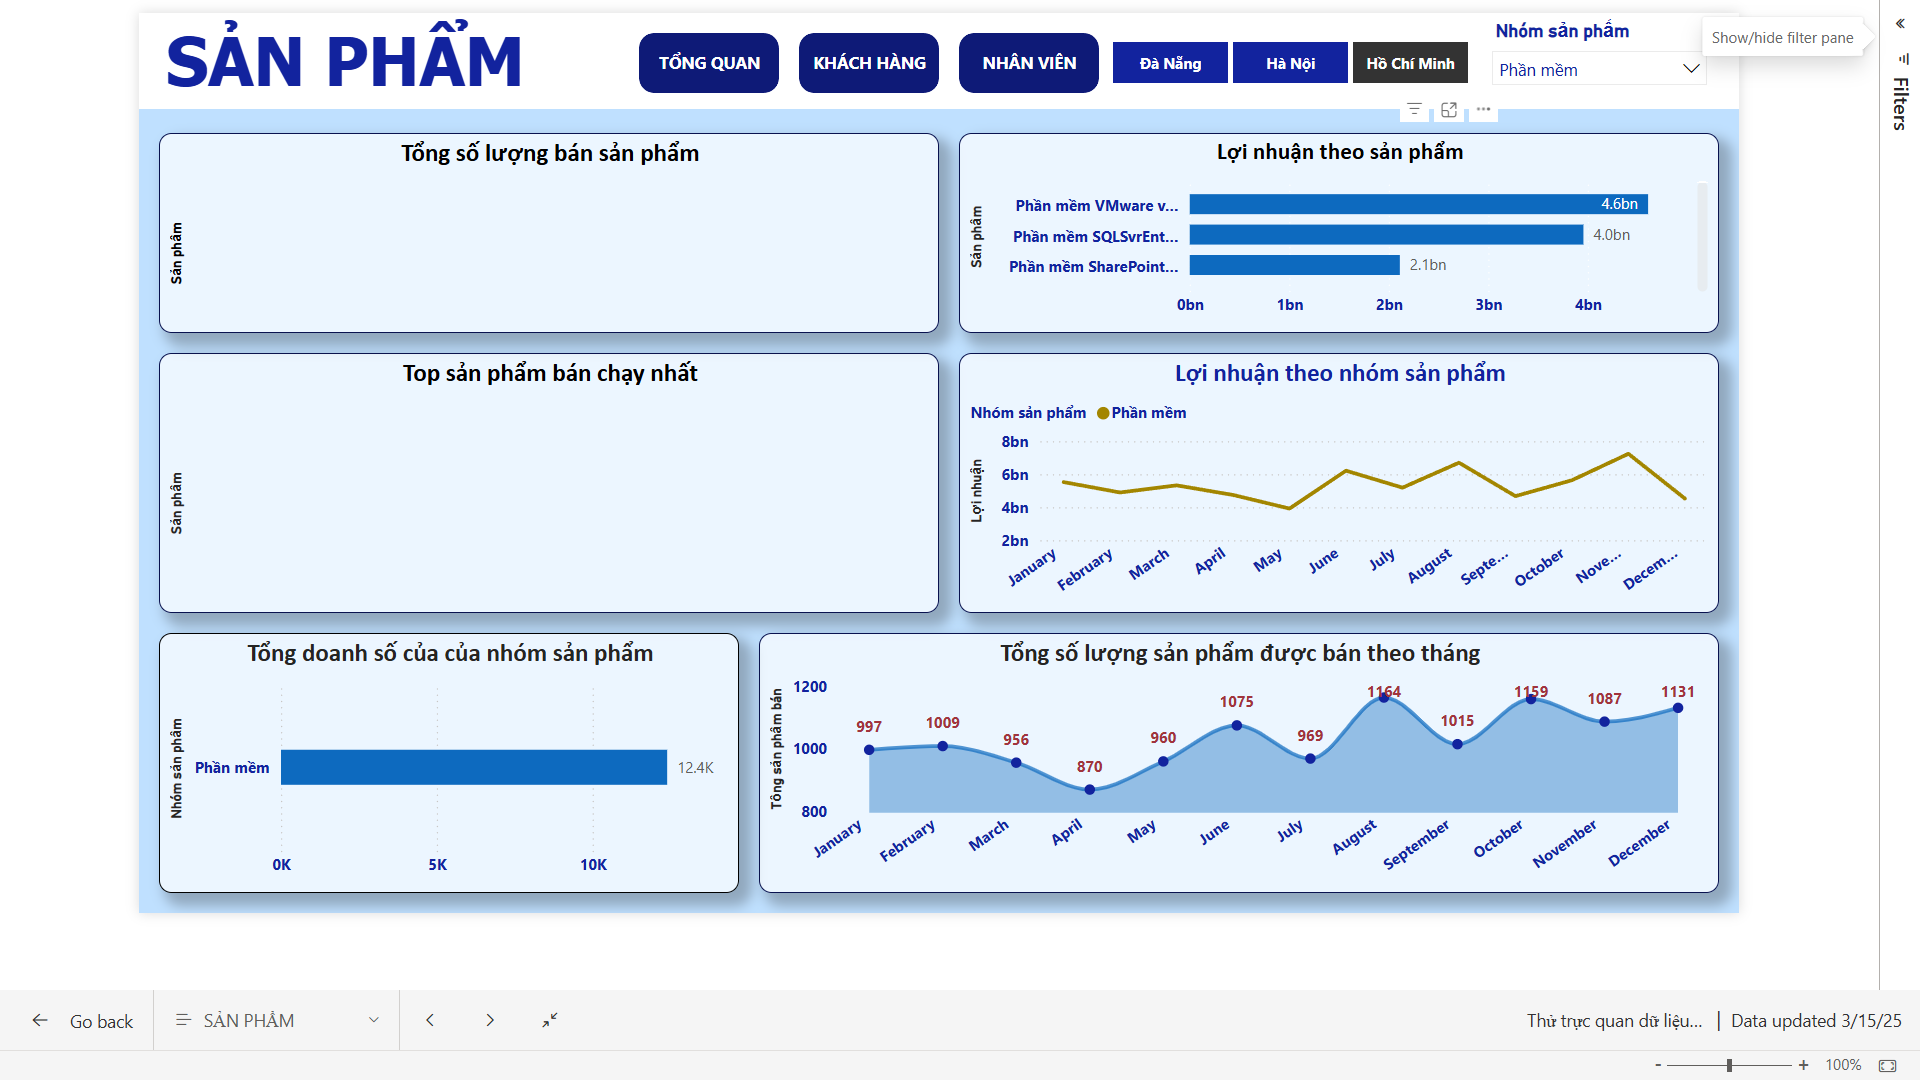 SẢN PHẨM
TỔNG QUAN
KHÁCH HÀNG
NHÂN VIÊN
Đà Nẵng
Hà Nội
Hồ Chí Minh
Nhóm sản phẩm
Phần mềm
Show/hide filter pane
Filters
Tổng số lượng bán sản phẩm
Sản phẩm
Lợi nhuận theo sản phẩm
Sản phẩm
Phần mềm VMware v...
4.6bn
Phần mềm SQLSvrEnt...
4.0bn
Phần mềm SharePoint...
2.1bn
0bn
1bn
2bn
3bn
4bn
Top sản phẩm bán chạy nhất
Sản phẩm
Lợi nhuận theo nhóm sản phẩm
Nhóm sản phẩm
Phần mềm
Lợi nhuận
8bn
6bn
4bn
2bn
January
February
March
April
May
June
July
August
Septe...
October
Nove...
Decem...
Tổng doanh số của của nhóm sản phẩm
Nhóm sản phẩm
Phần mềm
12.4K
0K
5K
10K
Tổng số lượng sản phẩm được bán theo tháng
Tổng sản phẩm bán
1200
1000
800
997
1009
956
870
960
1075
969
1164
1015
1159
1087
1131
January
February
March
April
May
June
July
August
September
October
November
December
Go back
SẢN PHẨM
Thử trực quan dữ liệu...
| Data updated 3/15/25
- + 100%